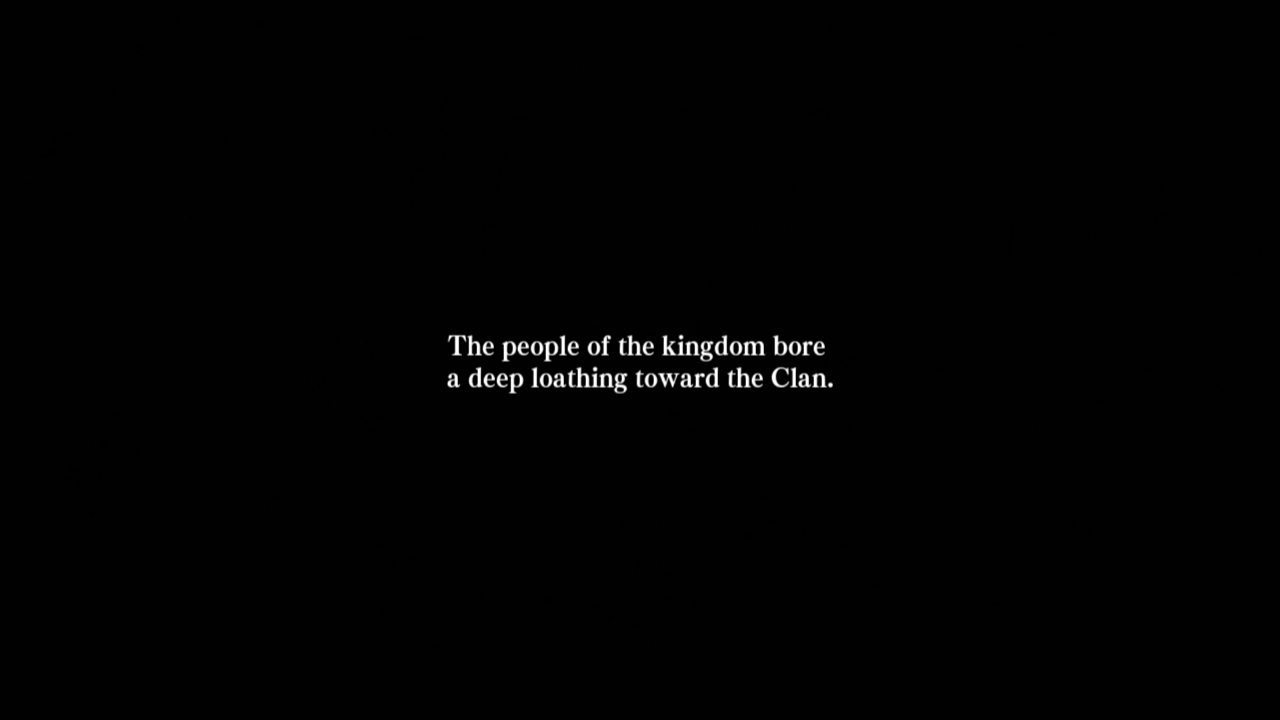 The people of the kingdom bore
a deep loathing toward the Clan.